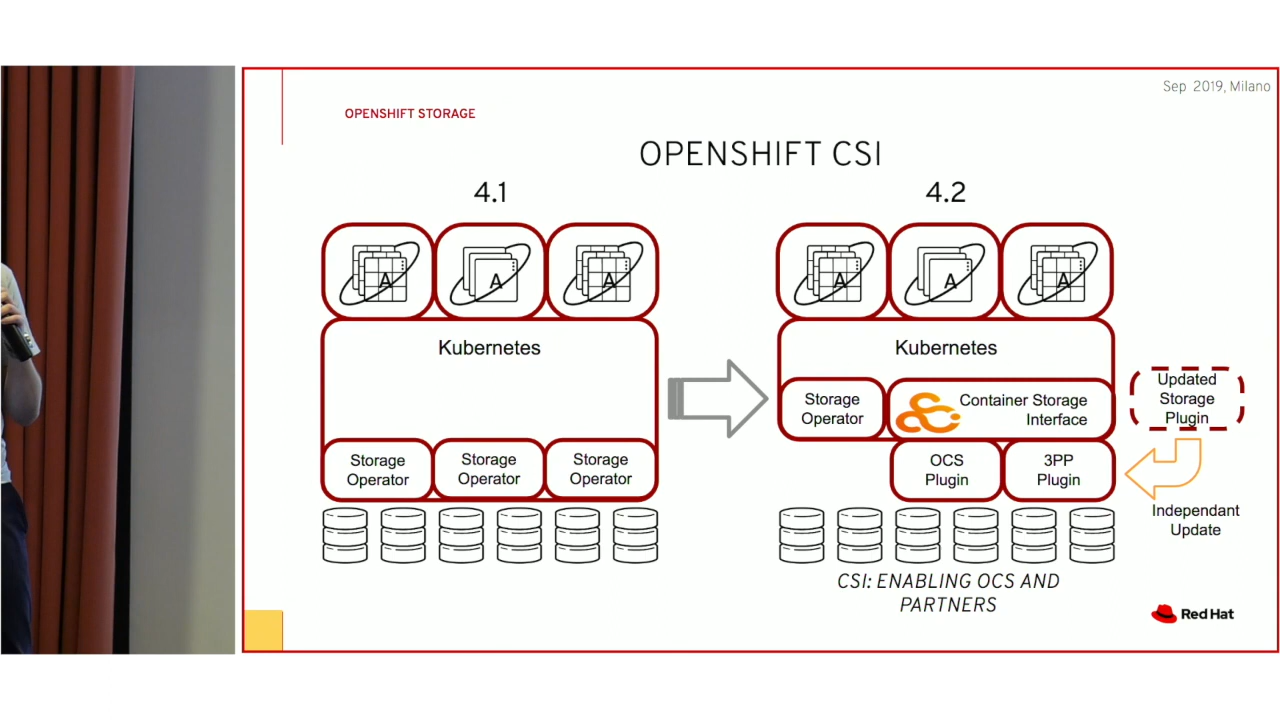 Sep 2019, Milano
OPENSHIFT STORAGE
OPENSHIFT CSI
4.1
A
A
A
Kubernetes
Storage
Operator
Storage
Operator
Storage
Operator
4.2
A
A
A
Kubernetes
Storage
Operator
Container Storage
Interface
OCS
Plugin
3PP
Plugin
Updated
Storage
Plugin
Independant
Update
CSI: ENABLING OCS AND
PARTNERS
Red Hat